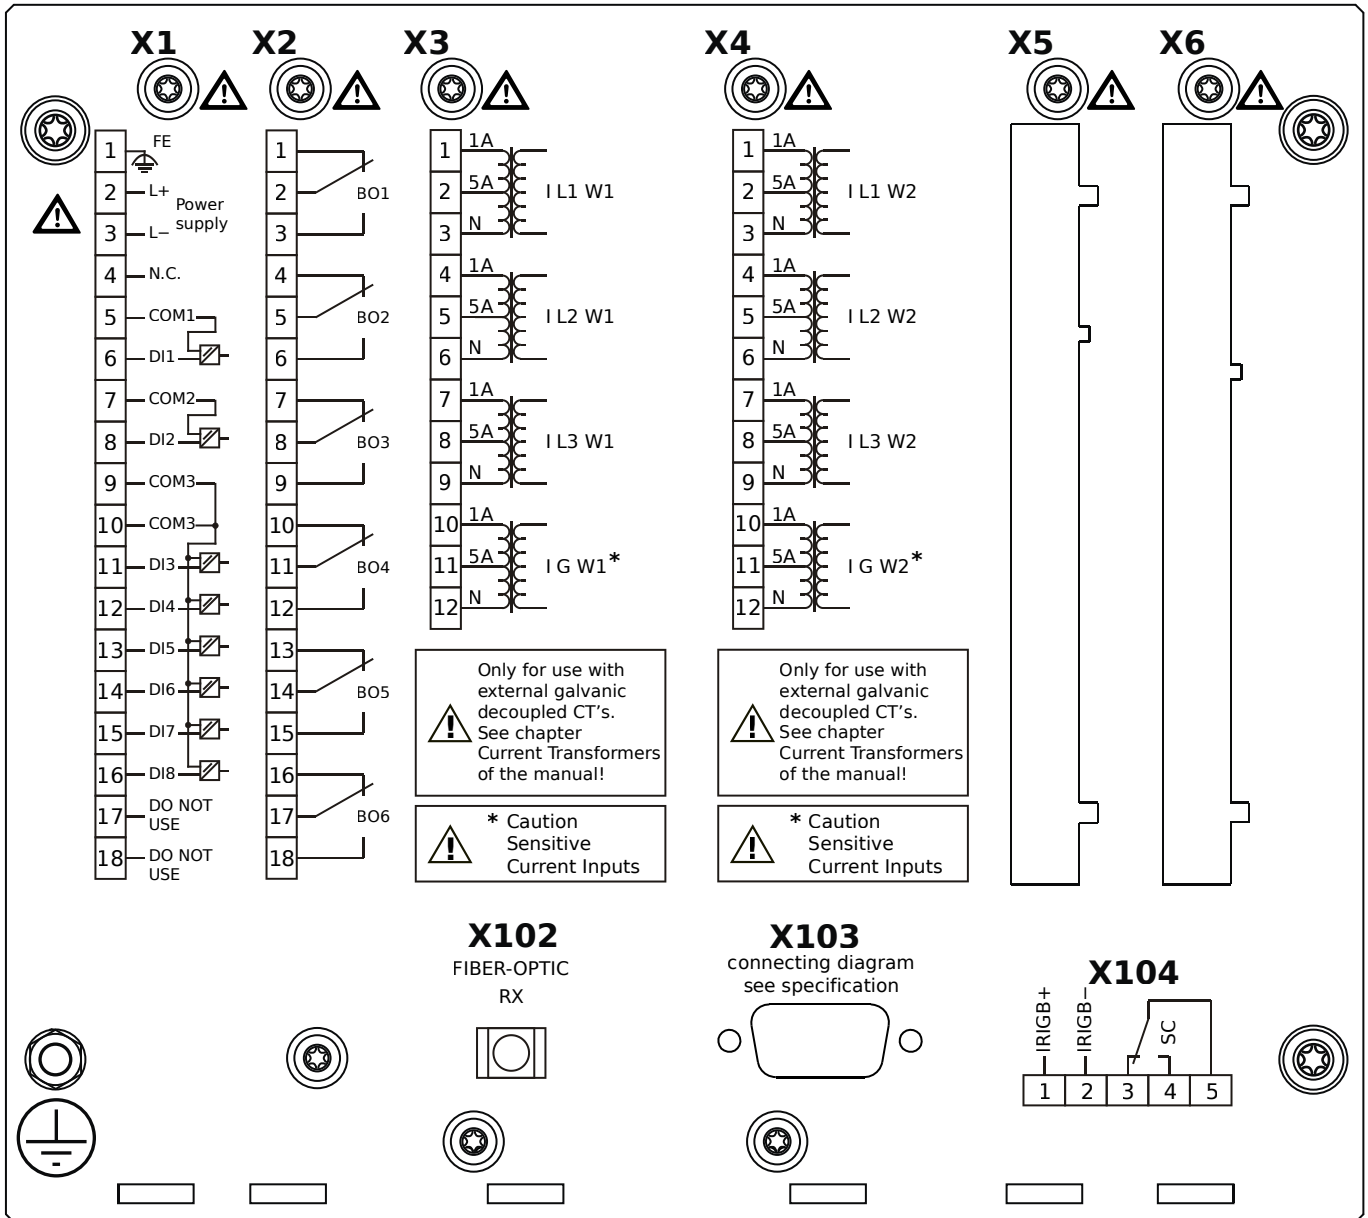 X1 X2 X3 X4 X5 X6
1 FE
2 L+
Power
supply
3 L−
4 N.C.
5 COM1
6 DI1
7 COM2
8 DI2
9 COM3
10 COM3
11 DI3
12 DI4
13 DI5
14 DI6
15 DI7
16 DI8
17 DO NOT
USE
18 DO NOT
USE
1
2 BO1
3
4
5 BO2
6
7
8 BO3
9
10
11 BO4
12
13
14 BO5
15
16
17 BO6
18
1 1A
2 5A I L1 W1
3 N
4 1A
5 5A I L2 W1
6 N
7 1A
8 5A I L3 W1
9 N
10 1A
11 5A I G W1*
12 N
Only for use with
external galvanic
decoupled CT's.
See chapter
Current Transformers
of the manual!
* Caution
Sensitive
Current Inputs
1 1A
2 5A I L1 W2
3 N
4 1A
5 5A I L2 W2
6 N
7 1A
8 5A I L3 W2
9 N
10 1A
11 5A I G W2*
12 N
Only for use with
external galvanic
decoupled CT's.
See chapter
Current Transformers
of the manual!
* Caution
Sensitive
Current Inputs
X102
FIBER-OPTIC
RX
X103
connecting diagram
see specification
X104
IRIGB+
IRIGB−
SC
1 2 3 4 5